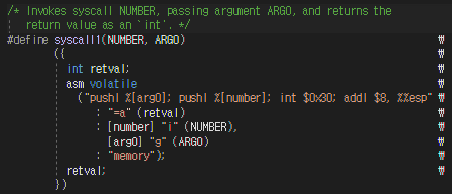 /* Invokes syscall NUMBER, passing argument ARG0, and returns the
return value as an `int'. */
#define syscall1(NUMBER, ARG0) ₩
({ ₩
int retval; ₩
asm volatile ₩
("pushl %[arg0]; pushl %[number]; int $0x30; addl $8, %%esp" ₩
: "=a" (retval) ₩
: [number] "i" (NUMBER), ₩
[arg0] "g" (ARG0) ₩
: "memory"); ₩
retval; ₩
})